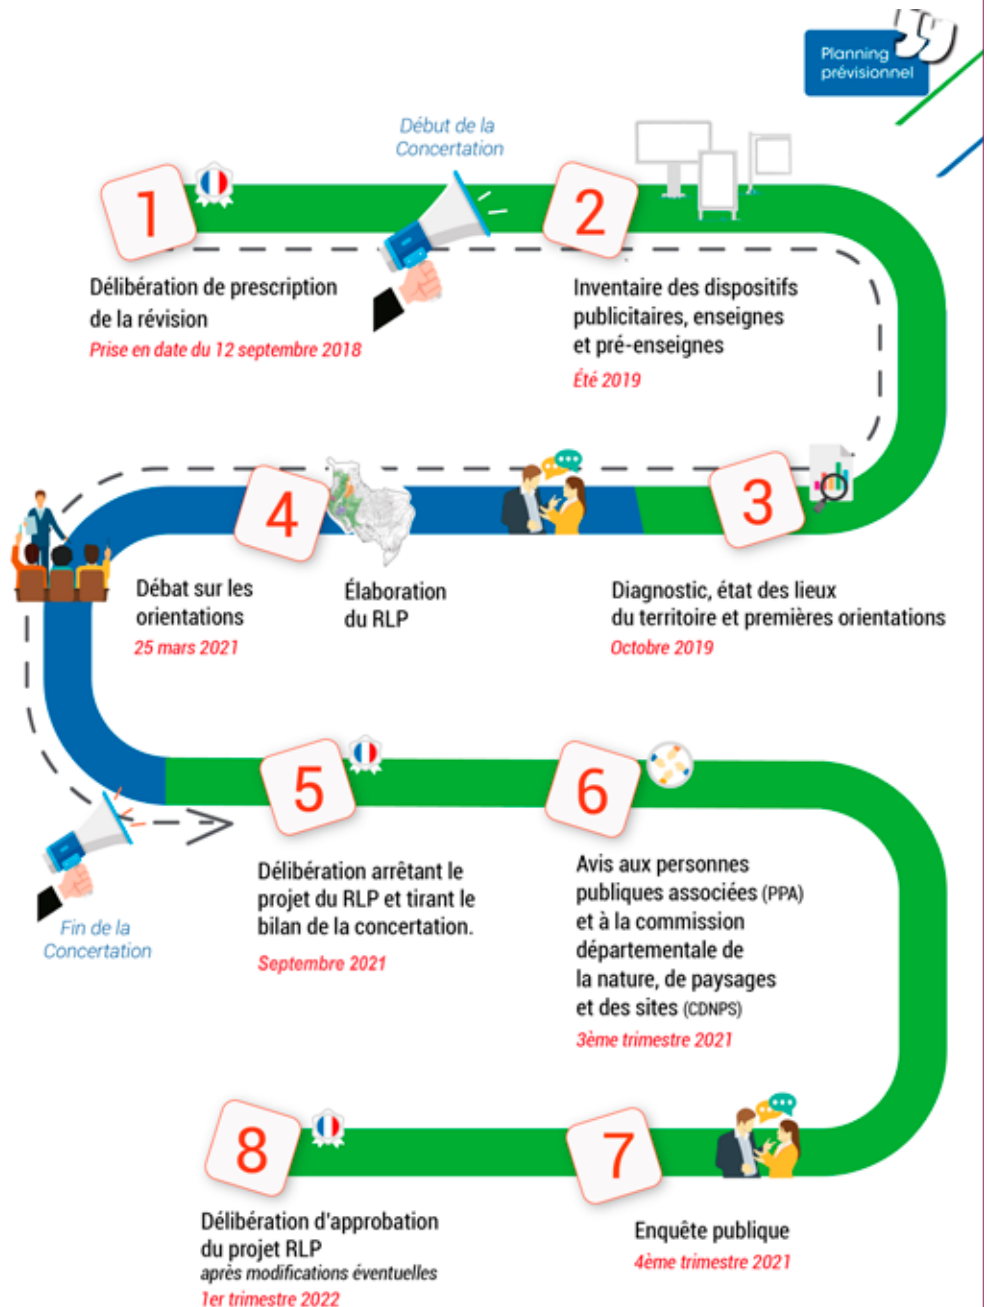 Planning
prévisionnel
Début de la
Concertation
1
Délibération de prescription
de la révision
Prise en date du 12 septembre 2018
2
Inventaire des dispositifs
publicitaires, enseignes
et pré-enseignes
Été 2019
3
Diagnostic, état des lieux
du territoire et premières orientations
Octobre 2019
4
Élaboration
du RLP
Débat sur les
orientations
25 mars 2021
Fin de la
Concertation
5
Délibération arrêtant le
projet du RLP et tirant le
bilan de la concertation.
Septembre 2021
6
Avis aux personnes
publiques associées (PPA)
et à la commission
départementale de
la nature, de paysages
et des sites (CDNPS)
3ème trimestre 2021
7
Enquête publique
4ème trimestre 2021
8
Délibération d'approbation
du projet RLP
après modifications éventuelles
1er trimestre 2022